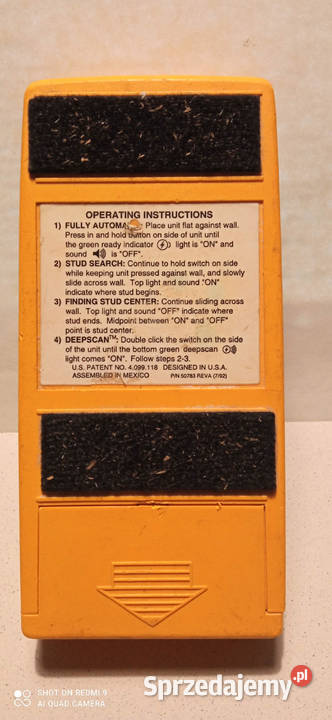 OPERATING INSTRUCTIONS
1) FULLY Place unit flat against wall.
Press in and hold button on side of unit until
the green ready indicator light is "ON" and
sound is "OFF".
2) STUD SEARCH: Continue to hold switch on side
while keeping unit pressed against wall, and slowly
slide across wall. Top light and sound "ON"
indicate where stud begins.
3) FINDING STUD CENTER: Continue sliding across
wall. Top light and sound "OFF" indicate where
stud ends. Midpoint between "ON" and "OFF"
point is stud center.
4) DEEPSCAN™: Double click the switch on the side
of the unit until the bottom green deepscan
light comes "ON". Follow steps 2-3.
U.S. PATENT NO. 4.099.118 DESIGNED IN U.S.A.
ASSEMBLED IN MEXICO P/N 50783 REVA (7/92)
SHOT ON REDMI 9
AI QUAD CAMERA
Sprzedajemy.pl